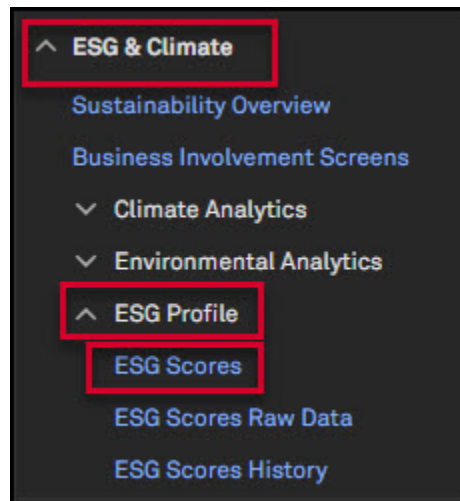 ESG & Climate
Sustainability Overview
Business Involvement Screens
Climate Analytics
Environmental Analytics
ESG Profile
ESG Scores
ESG Scores Raw Data
ESG Scores History